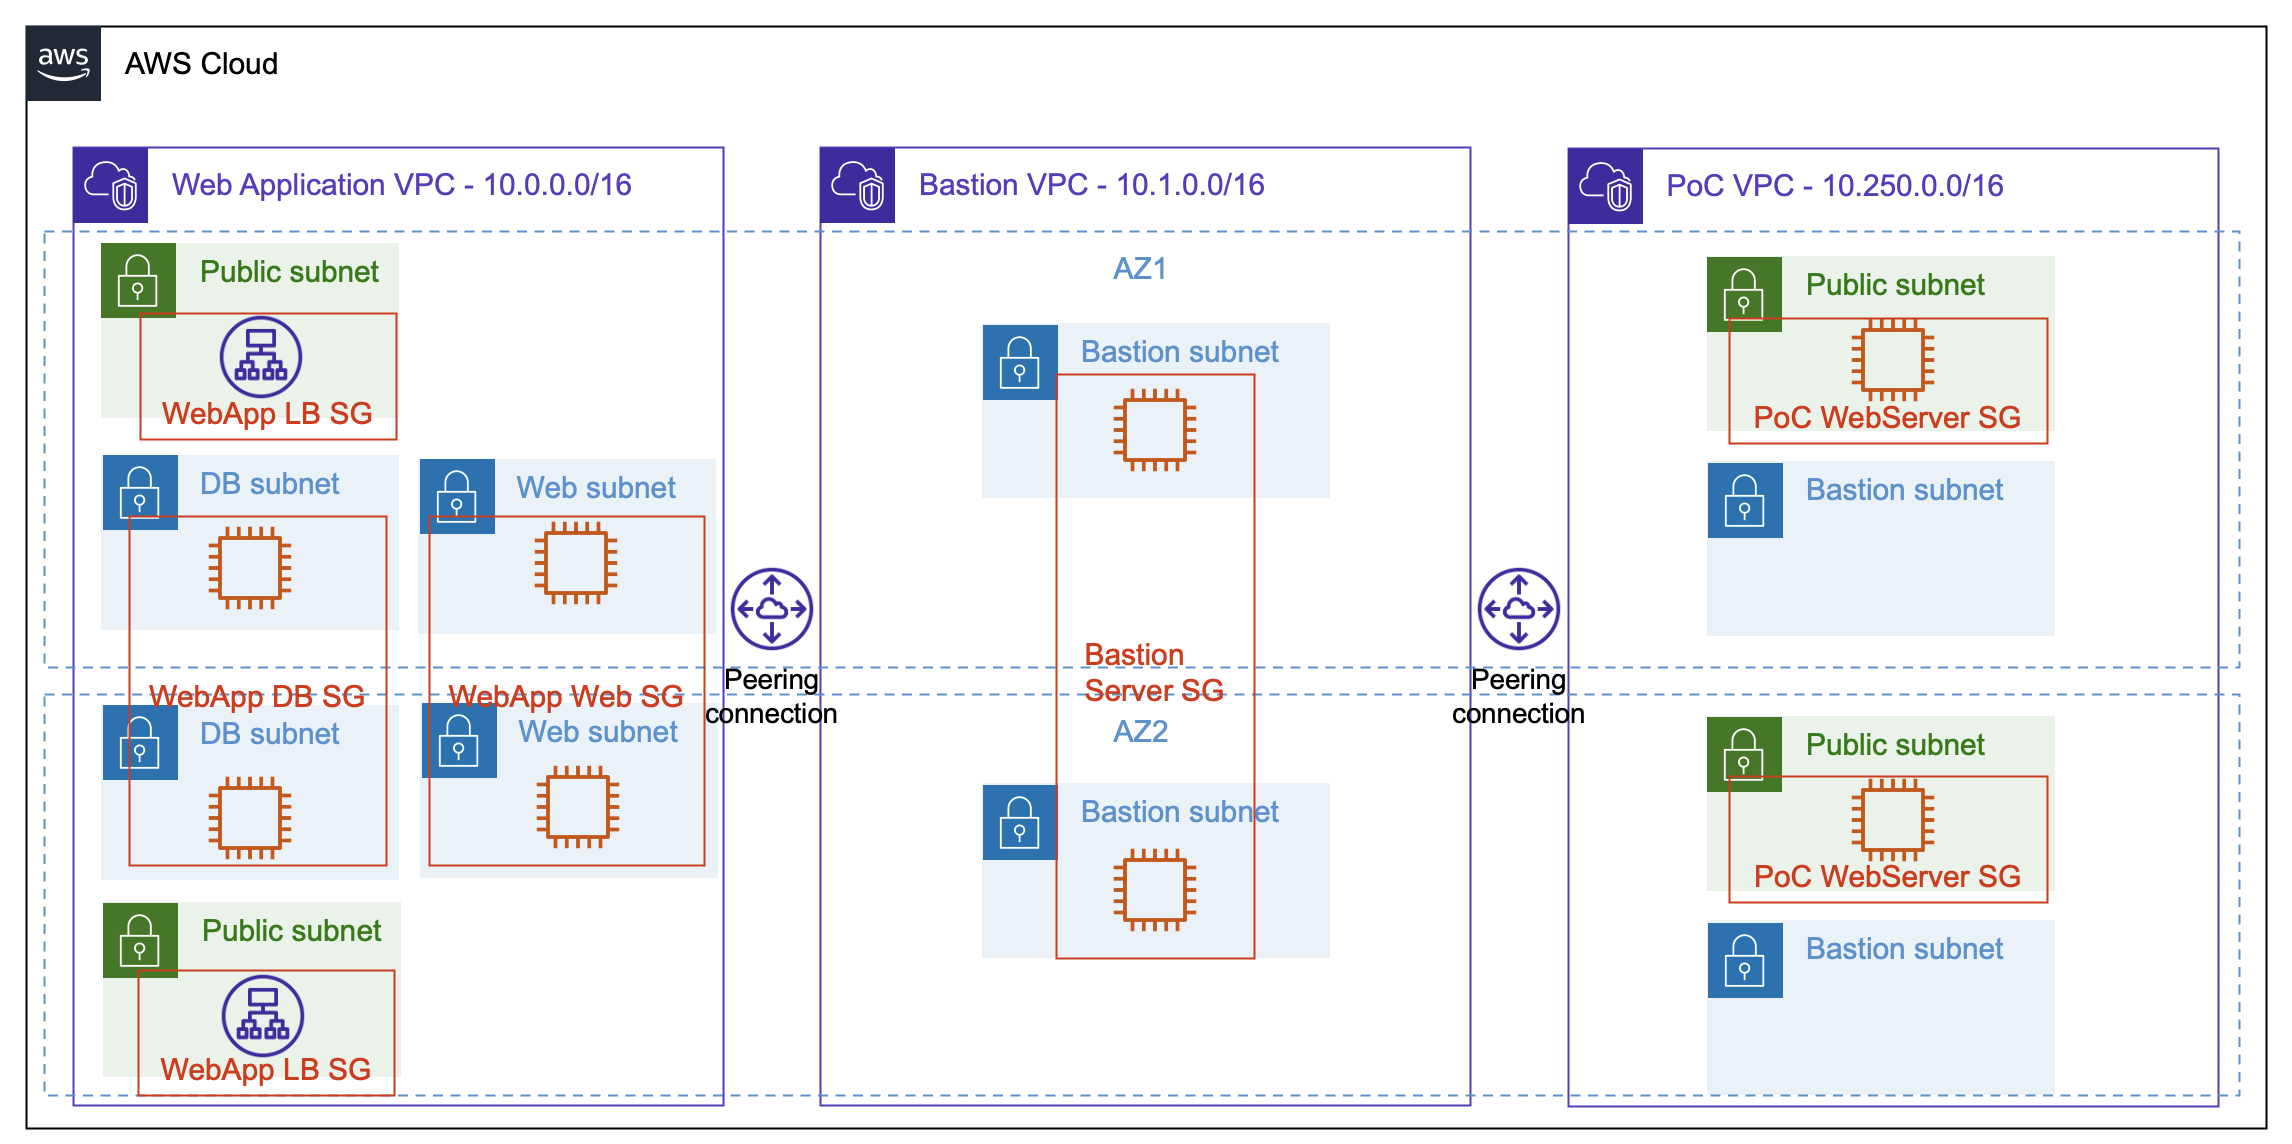 aws
AWS Cloud
Web Application VPC - 10.0.0.0/16
Public subnet
WebApp LB SG
DB subnet
Web subnet
WebApp DB SG
WebApp Web SG
DB subnet
Web subnet
Public subnet
WebApp LB SG
Peering
connection
Bastion VPC - 10.1.0.0/16
AZ1
Bastion subnet
Bastion
Server SG
AZ2
Bastion subnet
Peering
connection
PoC VPC - 10.250.0.0/16
Public subnet
PoC WebServer SG
Bastion subnet
Public subnet
PoC WebServer SG
Bastion subnet